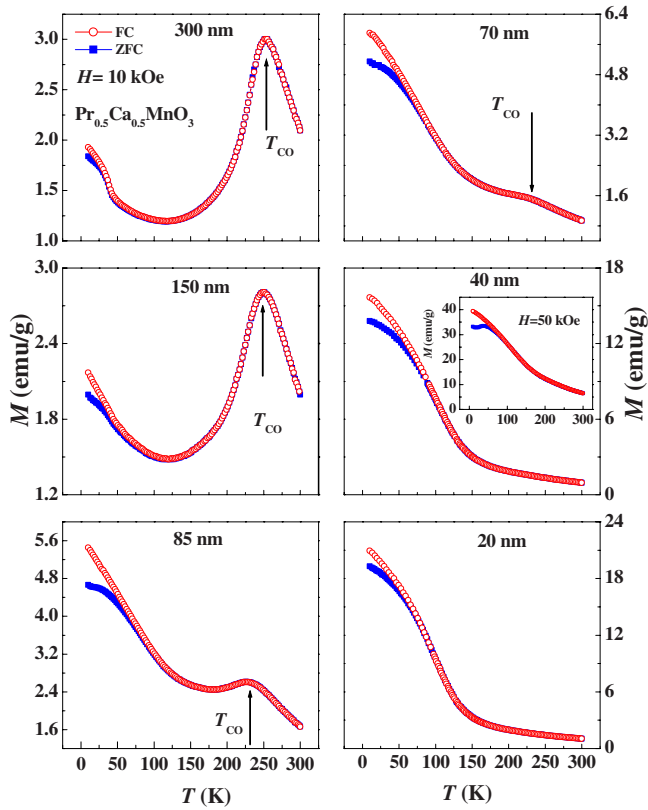 300 nm
FC
ZFC
H= 10 kOe
Pr0.5Ca0.5MnO3
TCO
3.0
2.5
2.0
1.5
1.0
70 nm
TCO
6.4
4.8
3.2
1.6
150 nm
TCO
3.0
2.4
1.8
1.2
M (emu/g)
40 nm
H=50 kOe
M (emu/g)
40
30
20
10
0
0 100 200 300
18
12
6
0
M (emu/g)
85 nm
TCO
5.6
4.8
4.0
3.2
2.4
1.6
0 50 100 150 200 250 300
T (K)
20 nm
24
18
12
6
0
0 50 100 150 200 250 300
T (K)